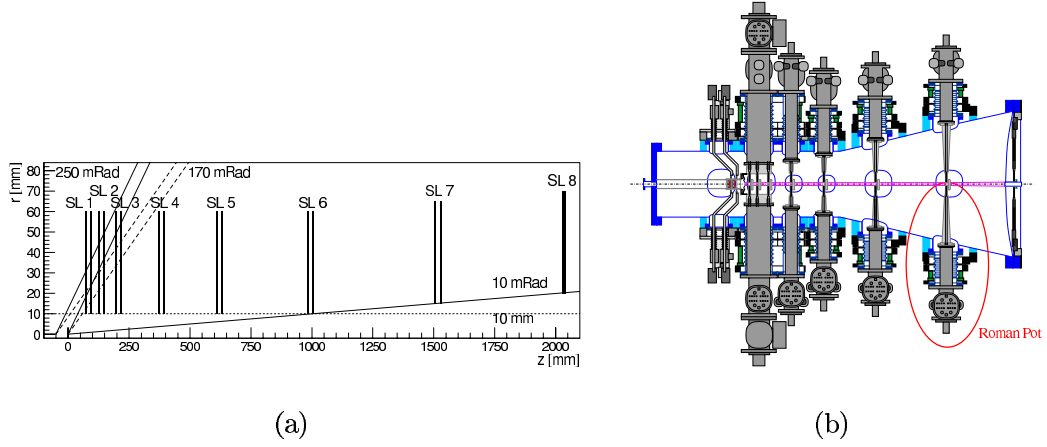 r [mm]
80
70
60
50
40
30
20
10
0
250 mRad
170 mRad
SL 1
SL 2
SL 3
SL 4
SL 5
SL 6
SL 7
SL 8
10 mRad
10 mm
0
250
500
750
1000
1250
1500
1750
2000
z [mm]
(a)
Roman Pot
(b)